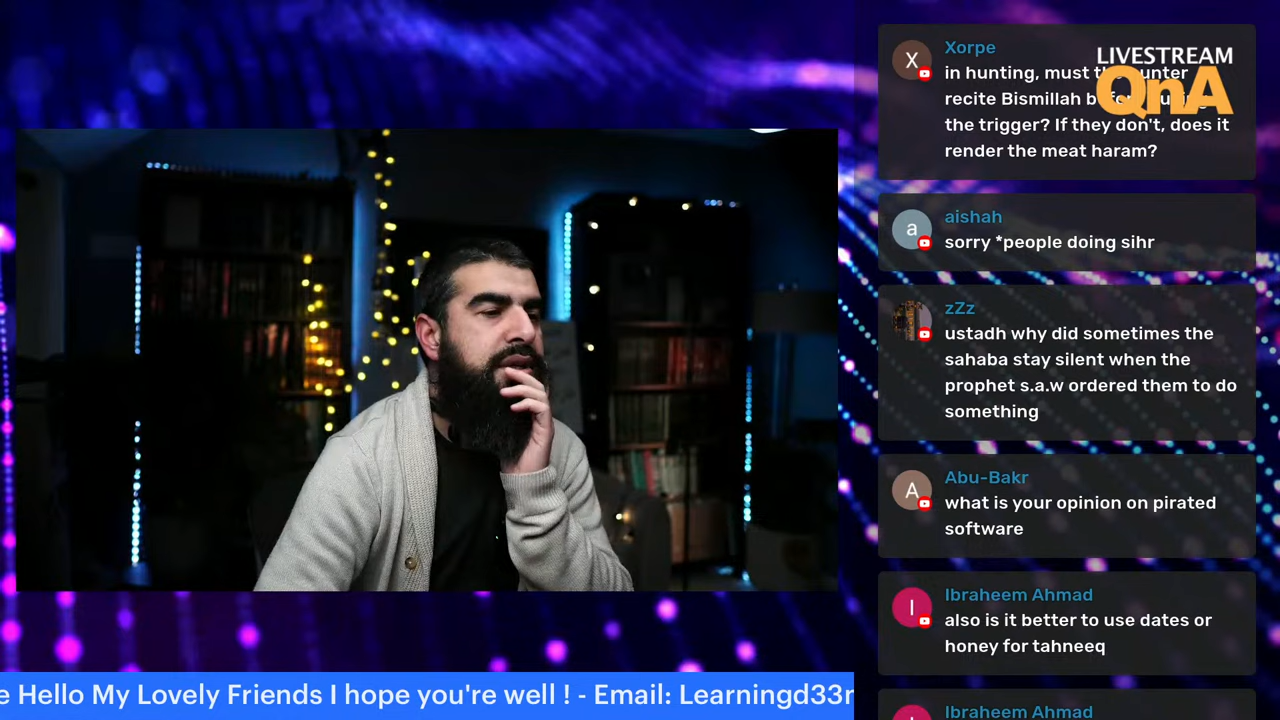 LIVESTREAM
QnA
Xorpe
in hunting, must
recite Bismillah
the trigger? If they don't, does it
render the meat haram?
aishah
sorry *people doing sihr
zZz
ustadh why did sometimes the
sahaba stay silent when the
prophet s.a.w ordered them to do
something
Abu-Bakr
what is your opinion on pirated
software
Ibraheem Ahmad
also is it better to use dates or
honey for tahneeq
Ibraheem Ahmad
e Hello My Lovely Friends I hope you're well ! - Email: Learningd33
X
a
A
I